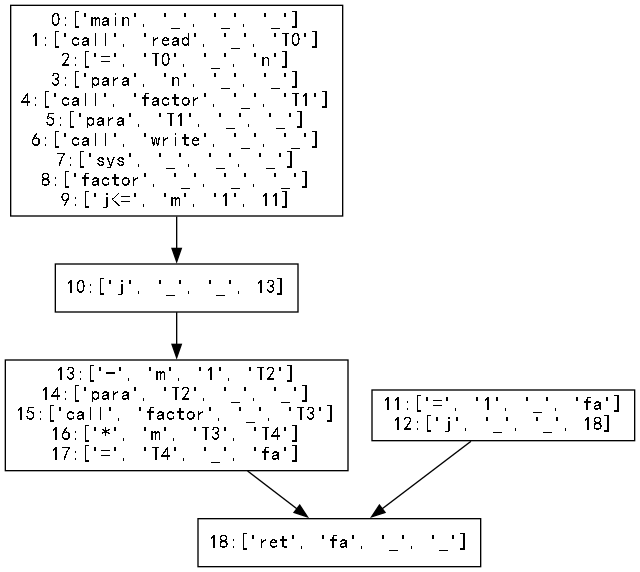 0:['main', '_', '_', '_']
1:['call', 'read', '_', 'T0']
2:['=', 'T0', '_', 'n']
3:['para', 'n', '_', '_']
4:['call', 'factor', '_', 'T1']
5:['para', 'T1', '_', '_']
6:['call', 'write', '_', '_']
7:['sys', '_', '_', '_']
8:['factor', '_', '_', '_']
9:['j<=', 'm', '1', 11]
10:['j', '_', '_', 13]
13:['-', 'm', '1', 'T2']
14:['para', 'T2', '_', '_']
15:['call', 'factor', '_', 'T3']
16:['*', 'm', 'T3', 'T4']
17:['=', 'T4', '_', 'fa']
11:['=', '1', '_', 'fa']
12:['j', '_', '_', 18]
18:['ret', 'fa', '_', '_']